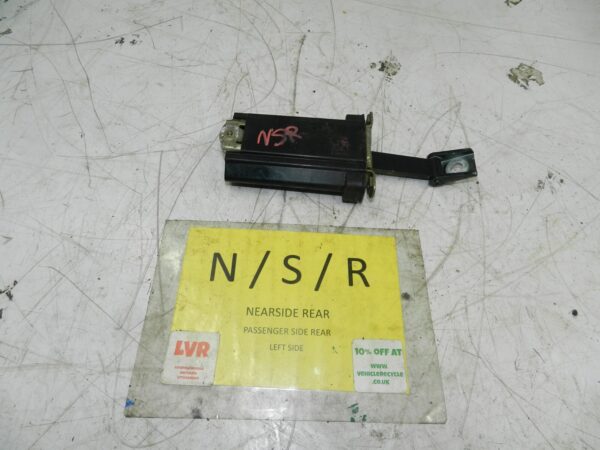 NSR
N/S/R
NEARSIDE REAR
PASSENGER SIDE REAR
LEFT SIDE
LVR
10% OFF AT
WWW.
VEHICLERECYCLE
.CO.UK